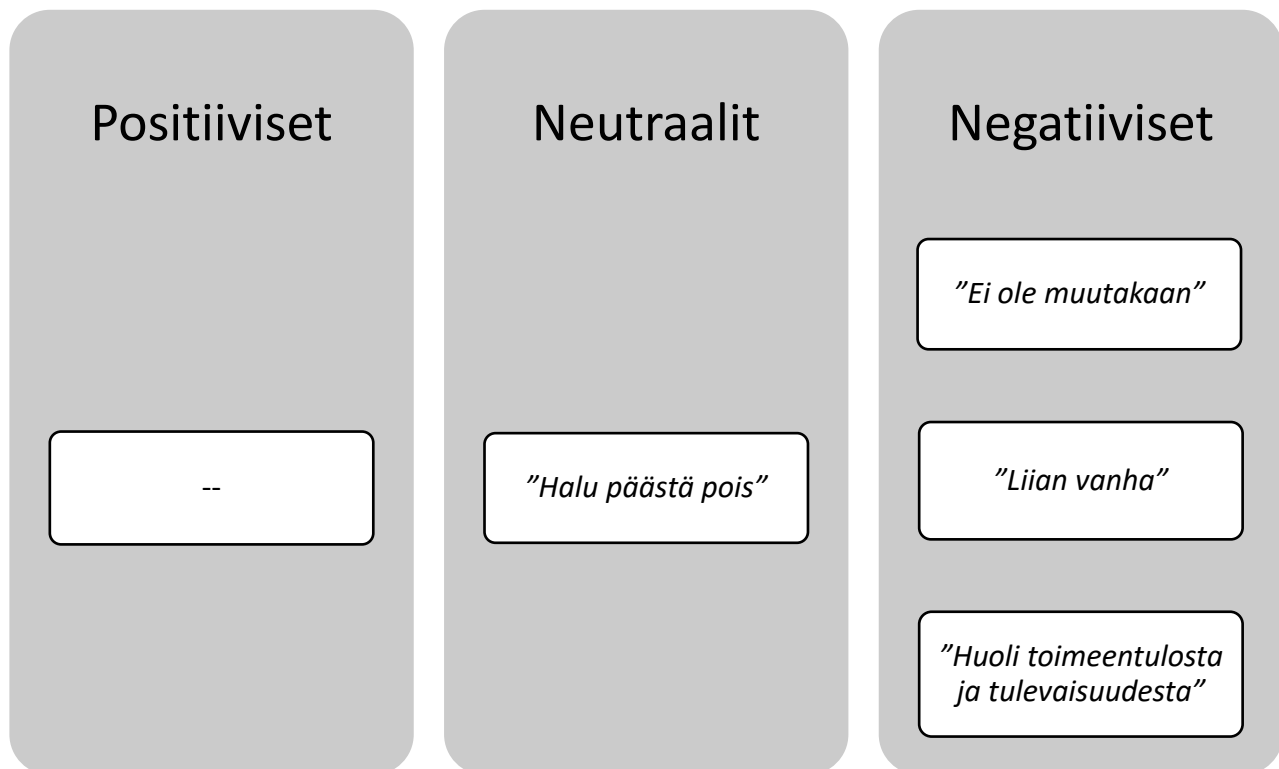 Positiiviset
--
Neutraalit
”Halu päästä pois”
Negatiiviset
”Ei ole muutakaan”
”Liian vanha”
”Huoli toimeentulosta
ja tulevaisuudesta”